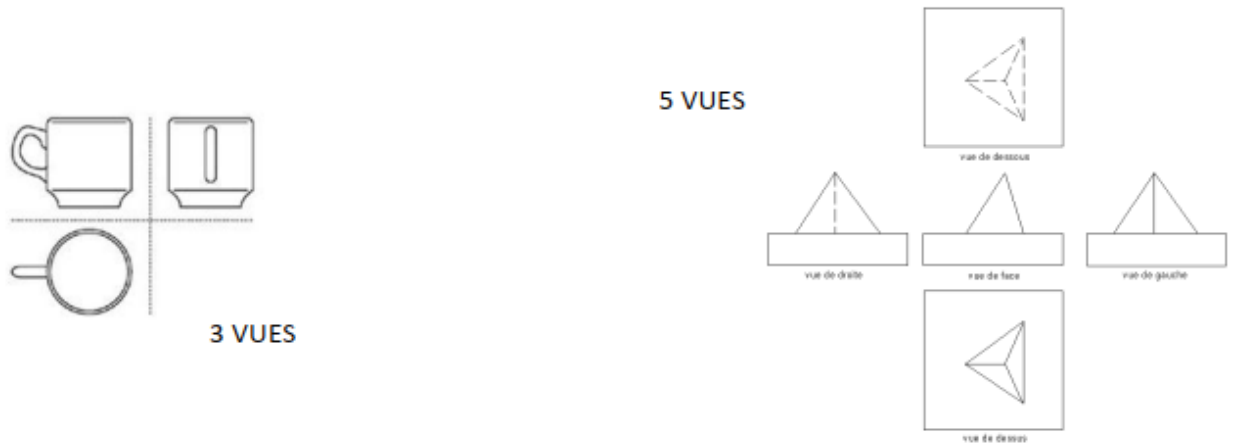 5 VUES
vue de dessous
vue de droite
vue de face
vue de gauche
3 VUES
vue de dessus